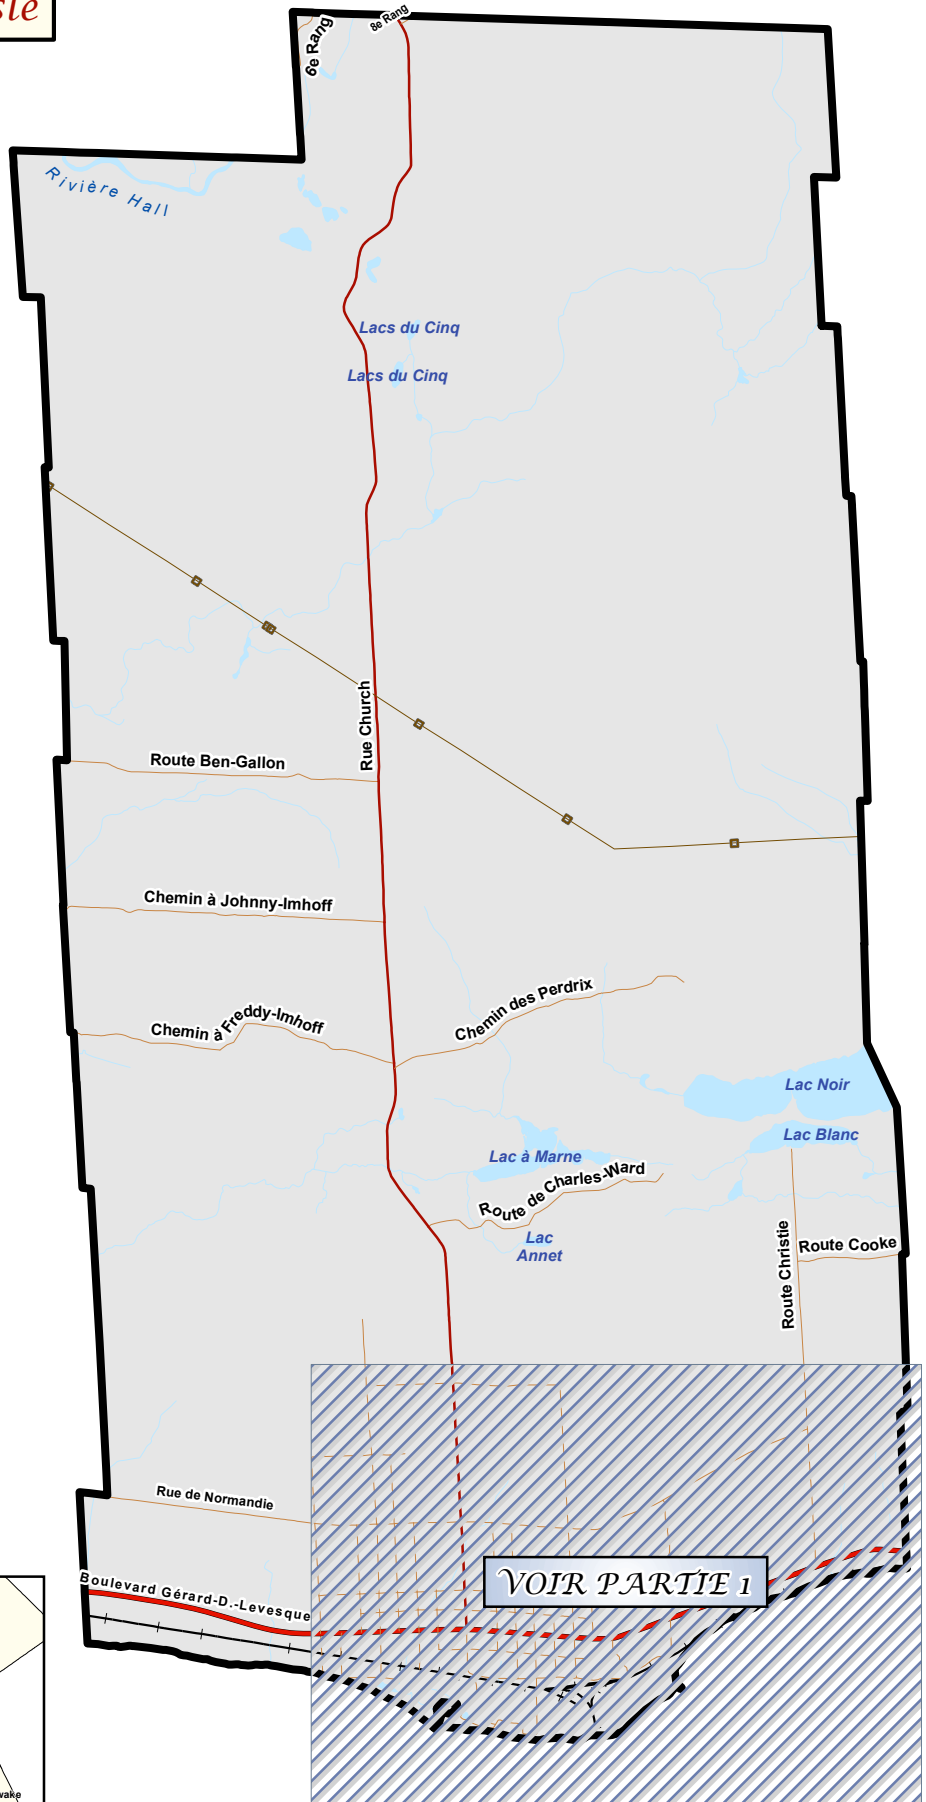 8e Rang
6e Rang
Rivière Hall
Lacs du Cinq
Lacs du Cinq
Rue Church
Route Ben-Gallon
Chemin à Johnny-Imhoff
Chemin à Freddy-Imhoff
Chemin des Perdrix
Lac Noir
Lac Blanc
Lac à Marne
Route de Charles-Ward
Lac
Annet
Route Christie
Route Cooke
Rue de Normandie
VOIR PARTIE 1
Boulevard Gérard-D.-Levesque